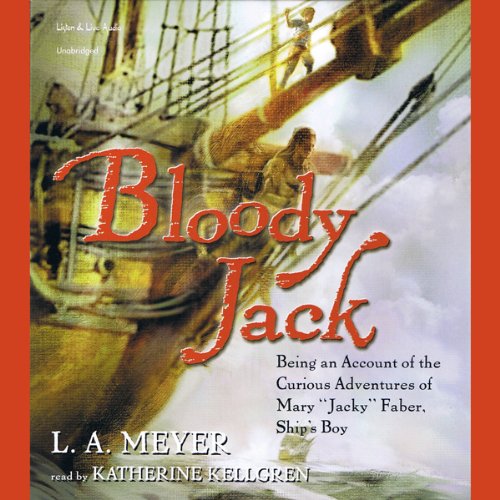 Listen & Live Audio
Unabridged
Bloody
Jack
Being an Account of the
Curious Adventures of
Mary "Jacky" Faber,
Ship's Boy
L. A. MEYER
read by KATHERINE KELLGREN